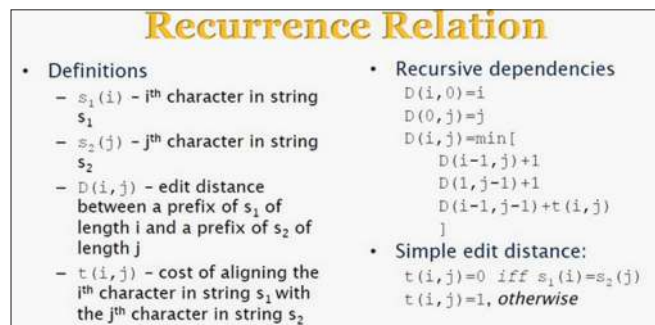 Recurrence Relation
• Definitions
– s₁(i) – iᵗʰ character in string
s₁
– s₂(j) – jᵗʰ character in string
s₂
– D(i,j) – edit distance
between a prefix of s₁ of
length i and a prefix of s₂ of
length j
– t(i,j) – cost of aligning the
iᵗʰ character in string s₁ with
the jᵗʰ character in string s₂
• Recursive dependencies
D(i,0)=i
D(0,j)=j
D(i,j)=min[
D(i-1,j)+1
D(1,j-1)+1
D(i-1,j-1)+t(i,j)
]
• Simple edit distance:
t(i,j)=0 iff s₁(i)=s₂(j)
t(i,j)=1, otherwise